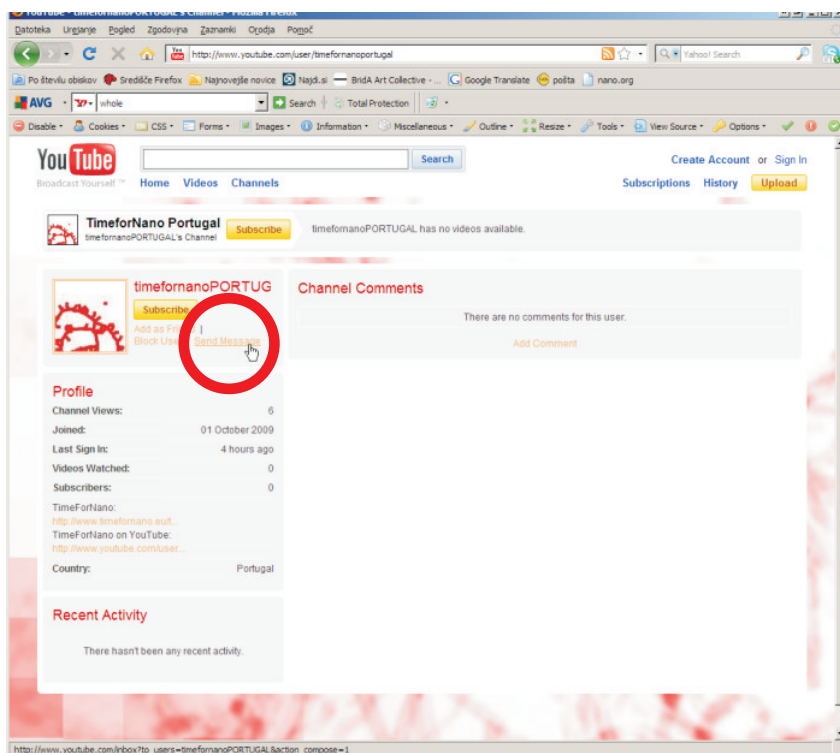 YouTube - timefornanoPORTUGAL's Channel - Mozilla Firefox
Datoteka Urejanje Pogled Zgodovina Zaznamki Orodja Pomoč
http://www.youtube.com/user/timefornanoportugal Yahoo! Search
Po številu obiskov Središče Firefox Najnovejše novice Najdi.si BridA Art Collective - ... Google Translate pošta nano.org
AVG whole Search Total Protection
Disable Cookies CSS Forms Images Information Miscellaneous Outline Resize Tools View Source Options
YouTube Search Create Account or Sign In
Broadcast Yourself ™ Home Videos Channels Subscriptions History Upload
TimeforNano Portugal Subscribe timefornanoPORTUGAL has no videos available.
timefornanoPORTUGAL's Channel
timefornanoPORTUG
Subscribe
Add as Friend |
Block User Send Message
Channel Comments
There are no comments for this user.
Add Comment
Profile
Channel Views: 6
Joined: 01 October 2009
Last Sign In: 4 hours ago
Videos Watched: 0
Subscribers: 0
TimeForNano:
http://www.timefornano.eu/t...
TimeForNano on YouTube:
http://www.youtube.com/user...
Country: Portugal
Recent Activity
There hasn't been any recent activity.
http://www.youtube.com/inbox?to_users=timefornanoPORTUGAL&action_compose=1